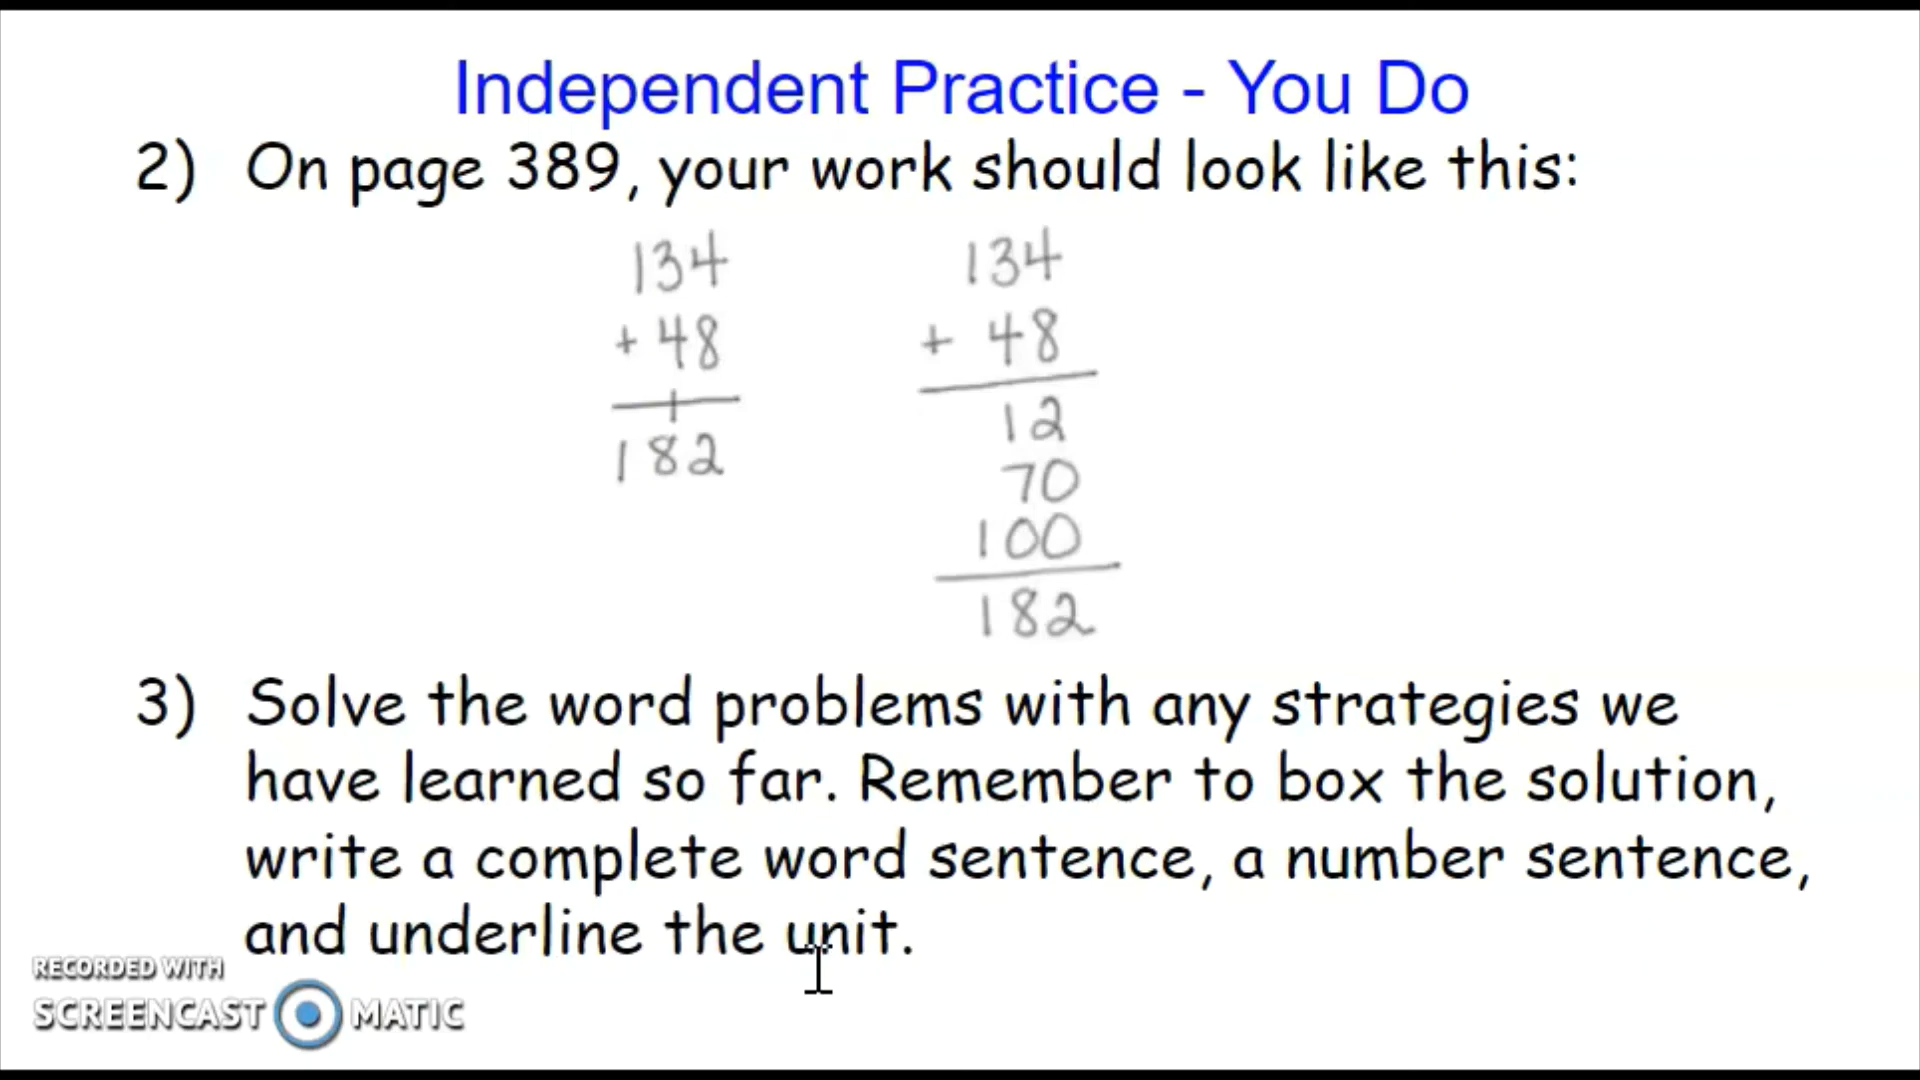 Independent Practice - You Do
2) On page 389, your work should look like this:
134
+ 48
1
182
134
+ 48
12
70
100
182
3) Solve the word problems with any strategies we
have learned so far. Remember to box the solution,
write a complete word sentence, a number sentence,
and underline the unit.
RECORDED WITH
SCREENCAST MATIC